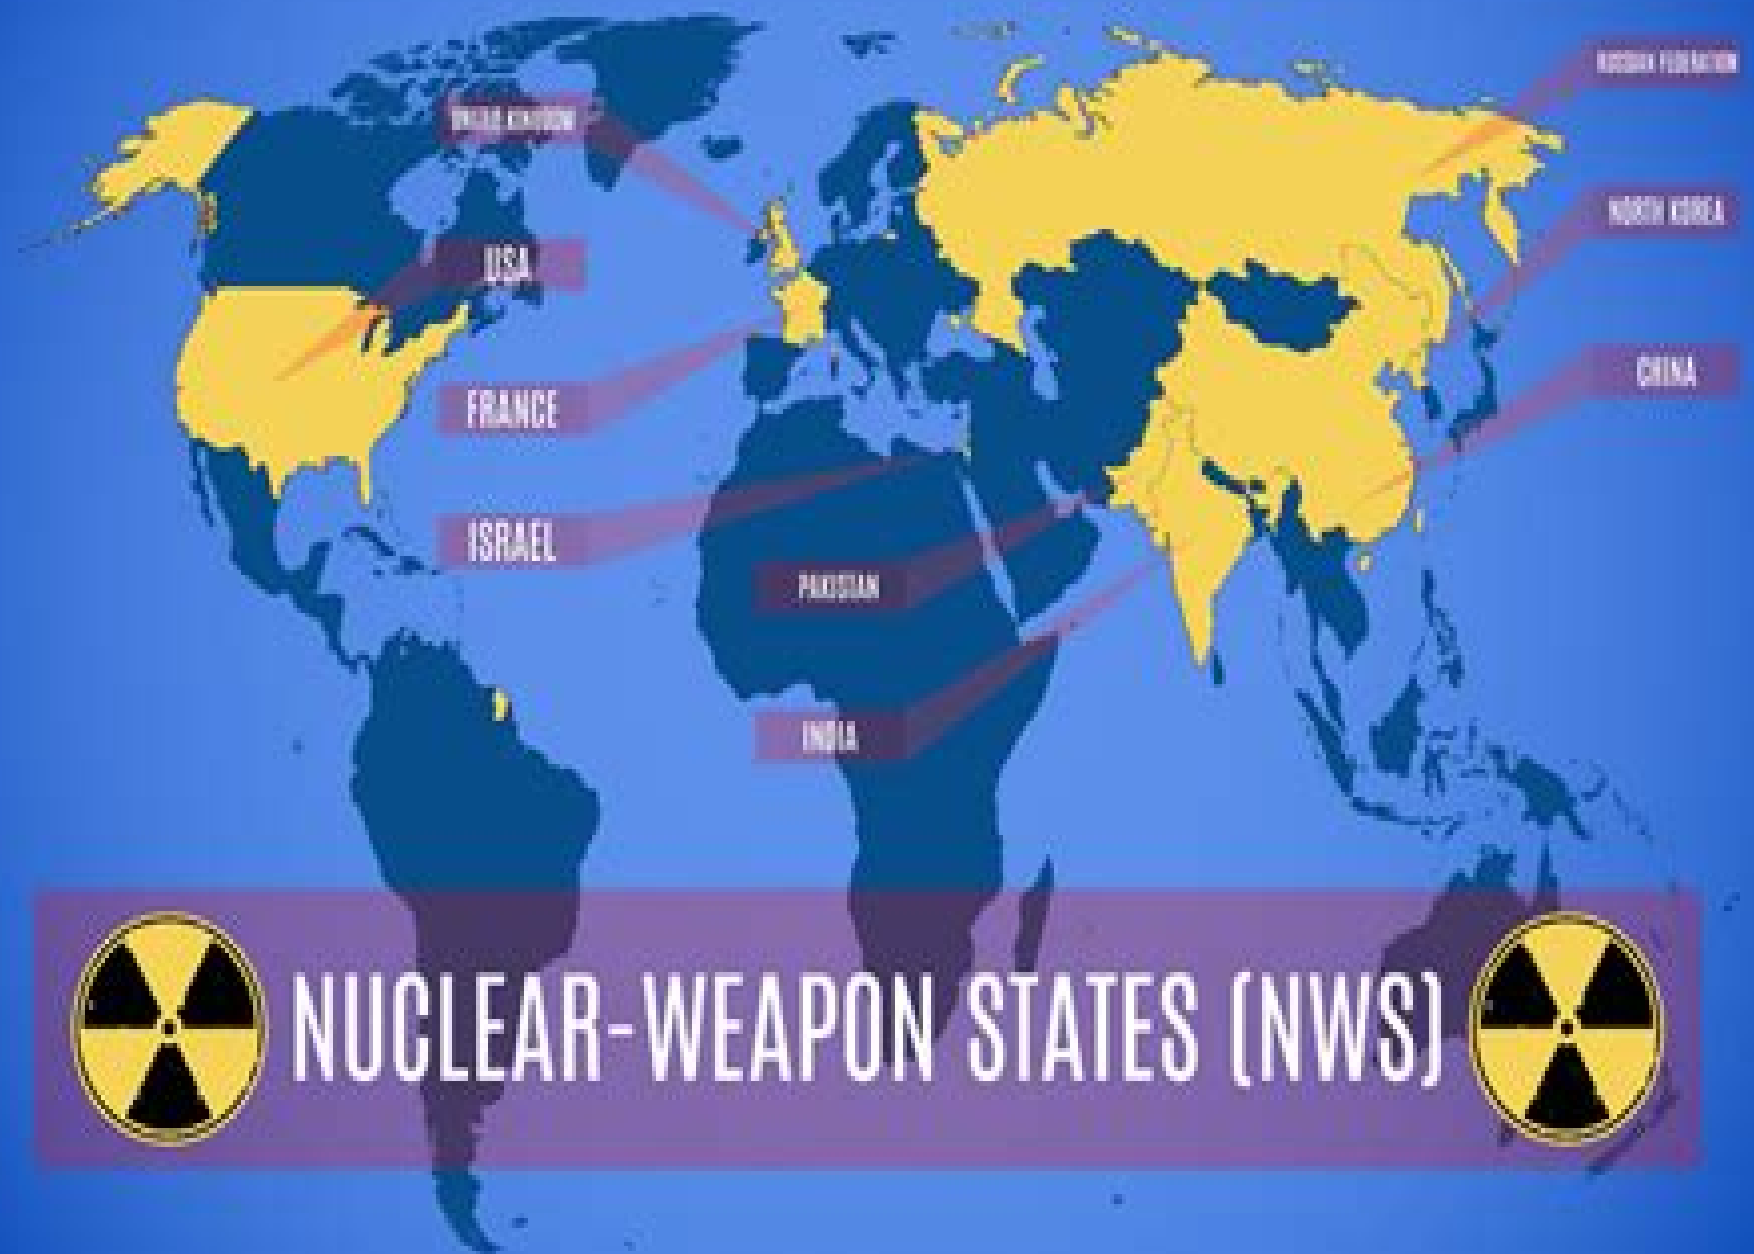 RUSSIAN FEDERATION
UNITED KINGDOM
NORTH KOREA
USA
CHINA
FRANCE
ISRAEL
PAKISTAN
INDIA
NUCLEAR-WEAPON STATES (NWS)